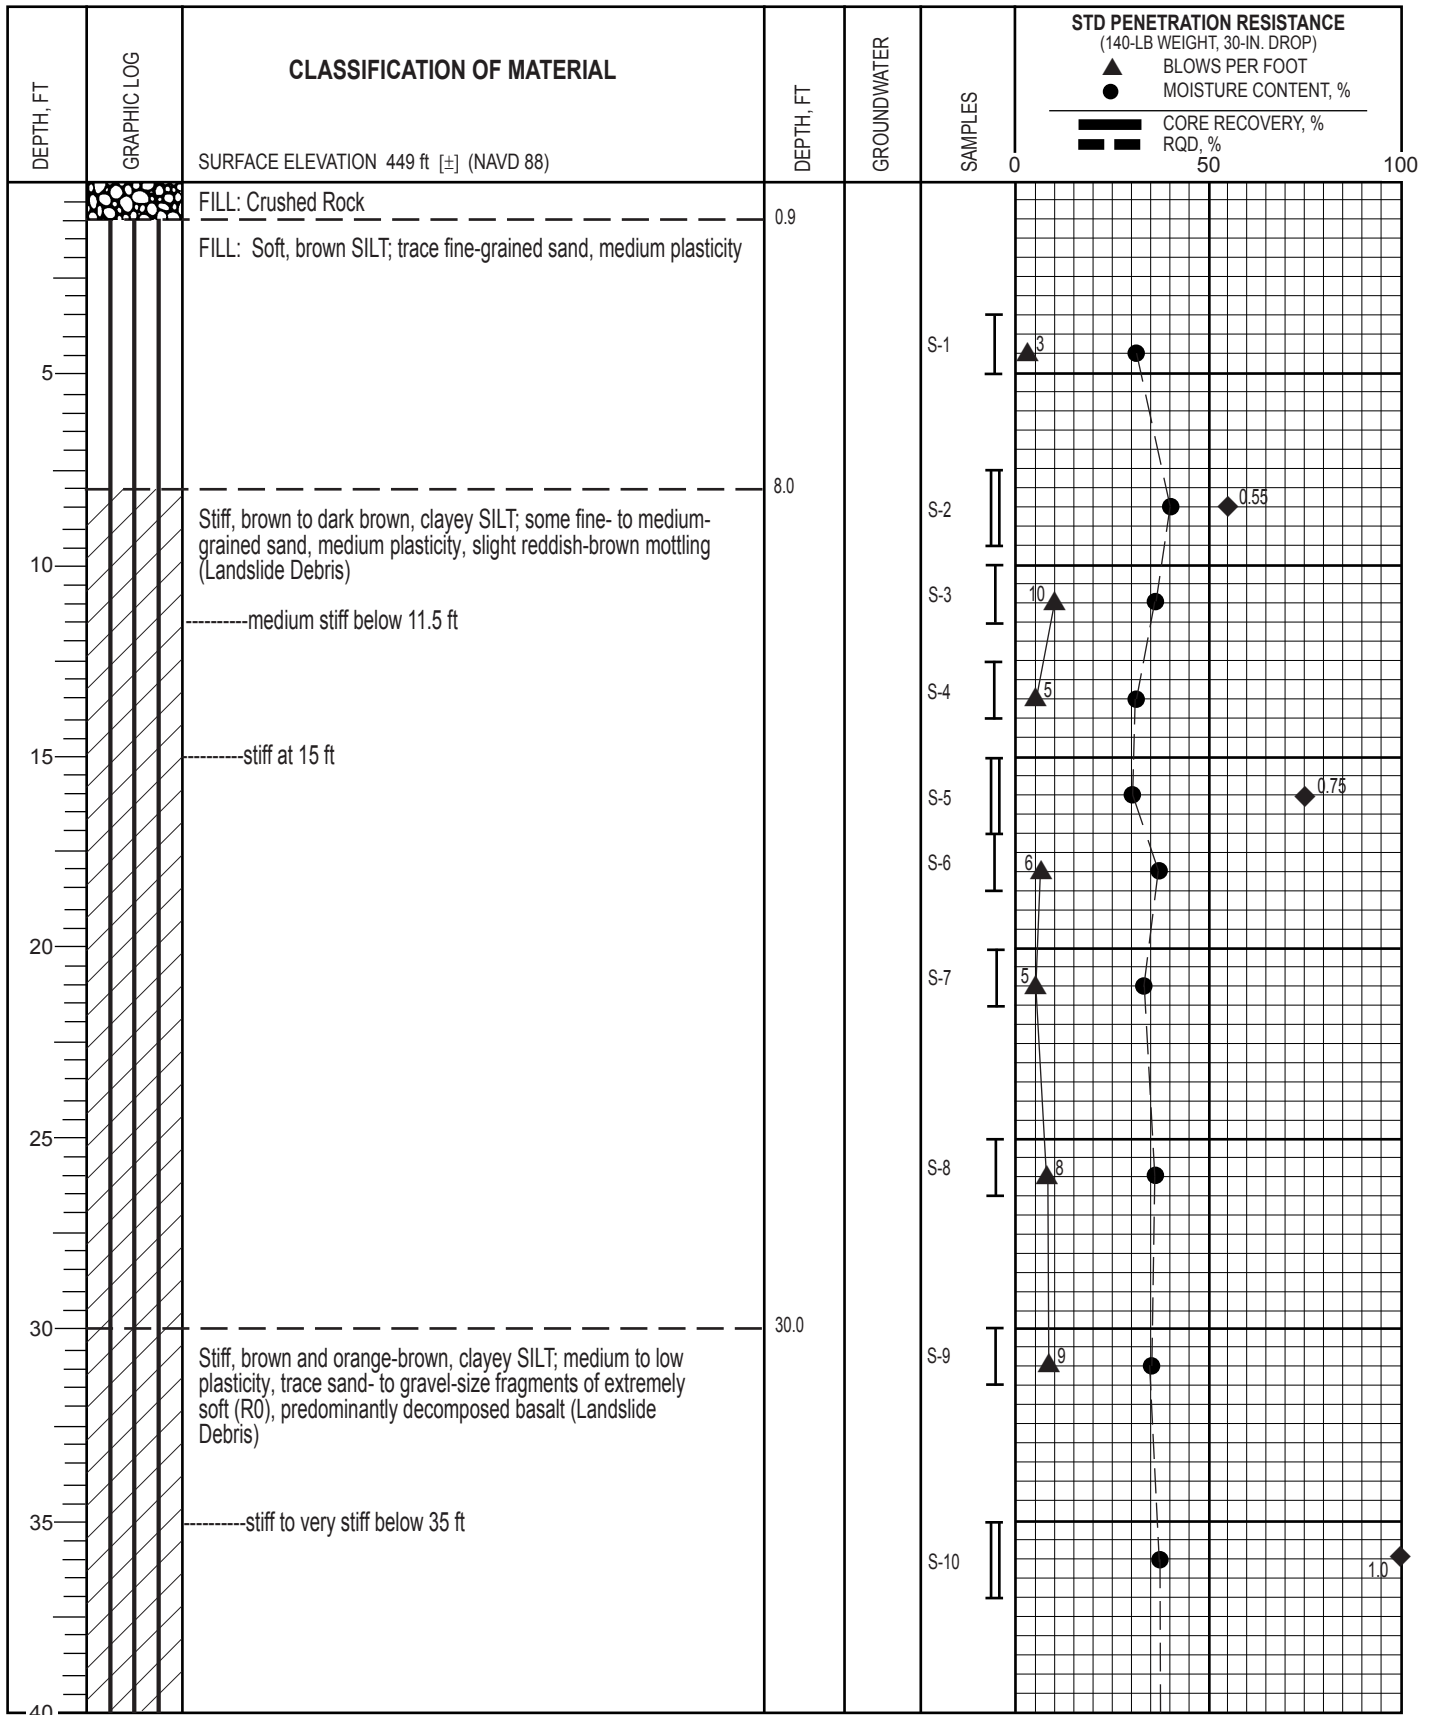 DEPTH, FT
GRAPHIC LOG
CLASSIFICATION OF MATERIAL
SURFACE ELEVATION 449 ft [±] (NAVD 88)
DEPTH, FT
GROUNDWATER
SAMPLES
STD PENETRATION RESISTANCE
(140-LB WEIGHT, 30-IN. DROP)
BLOWS PER FOOT
MOISTURE CONTENT, %
CORE RECOVERY, %
RQD, %
0 50 100
FILL: Crushed Rock
0.9
FILL: Soft, brown SILT; trace fine-grained sand, medium plasticity
S-1 3
5
8.0
S-2 0.55
Stiff, brown to dark brown, clayey SILT; some fine- to medium-
grained sand, medium plasticity, slight reddish-brown mottling
(Landslide Debris)
10
S-3 10
medium stiff below 11.5 ft
S-4 5
15
stiff at 15 ft
S-5 0.75
S-6 6
20
S-7 5
25
S-8 8
30
30.0
S-9 9
Stiff, brown and orange-brown, clayey SILT; medium to low
plasticity, trace sand- to gravel-size fragments of extremely
soft (R0), predominantly decomposed basalt (Landslide
Debris)
35
stiff to very stiff below 35 ft
S-10 1.0
40